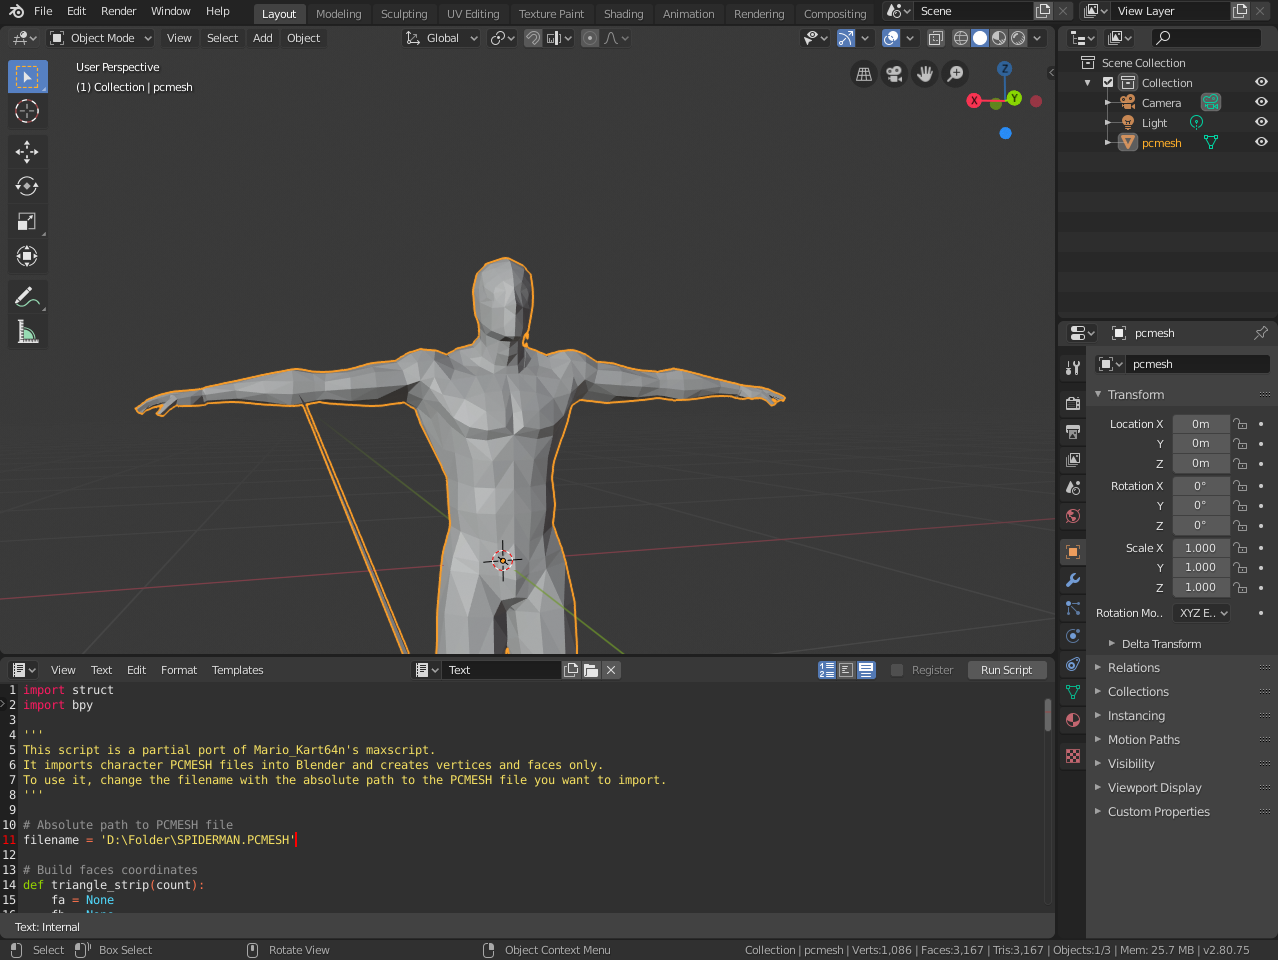 File Edit Render Window Help Layout Modeling Sculpting UV Editing Texture Paint Shading Animation Rendering Compositing Scene View Layer
Object Mode View Select Add Object Global
User Perspective
(1) Collection | pcmesh
Z
X Y
Scene Collection
Collection
Camera
Light
pcmesh
pcmesh
pcmesh
Transform
Location X 0m
Y 0m
Z 0m
Rotation X 0°
Y 0°
Z 0°
Scale X 1.000
Y 1.000
Z 1.000
Rotation Mo.. XYZ E..
Delta Transform
Relations
Collections
Instancing
Motion Paths
Visibility
Viewport Display
Custom Properties
View Text Edit Format Templates Text Register Run Script
1 import struct
2 import bpy
3
4 '''
5 This script is a partial port of Mario_Kart64n's maxscript.
6 It imports character PCMESH files into Blender and creates vertices and faces only.
7 To use it, change the filename with the absolute path to the PCMESH file you want to import.
8 '''
9
10 # Absolute path to PCMESH file
11 filename = 'D:\Folder\SPIDERMAN.PCMESH'
12
13 # Build faces coordinates
14 def triangle_strip(count):
15 fa = None
Text: Internal
Select Box Select Rotate View Object Context Menu Collection | pcmesh | Verts:1,086 | Faces:3,167 | Tris:3,167 | Objects:1/3 | Mem: 25.7 MB | v2.80.75